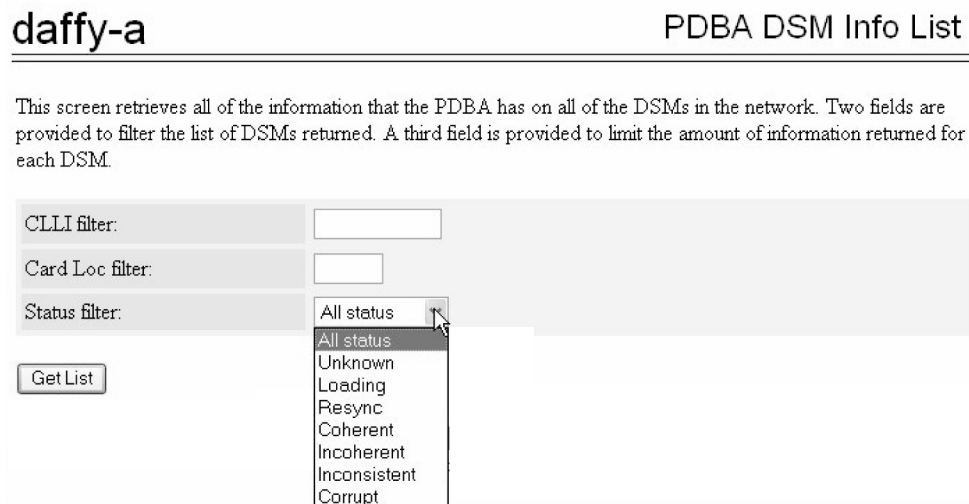 daffy-a
PDBA DSM Info List
This screen retrieves all of the information that the PDBA has on all of the DSMs in the network. Two fields are
provided to filter the list of DSMs returned. A third field is provided to limit the amount of information returned for
each DSM.
CLLI filter:
Card Loc filter:
Status filter:
All status
All status
Unknown
Loading
Resync
Coherent
Incoherent
Inconsistent
Corrupt
Get List